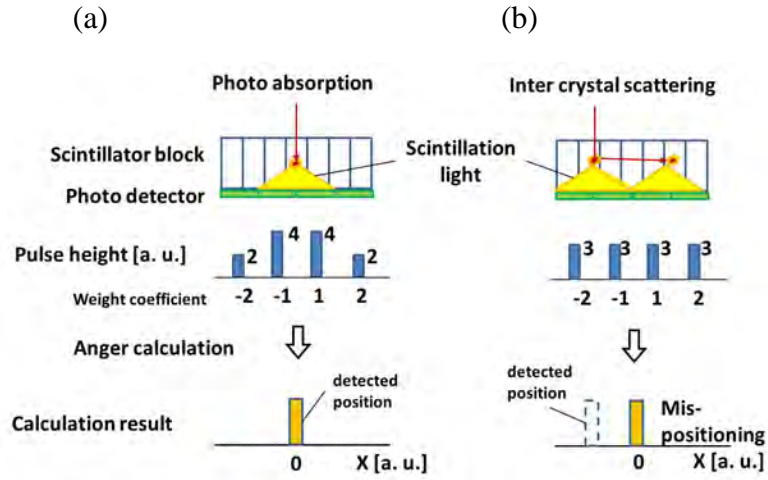 (a)
(b)
Photo absorption
Inter crystal scattering
Scintillator block
Scintillation
light
Photo detector
Pulse height [a. u.]
2 4 4 2
3 3 3 3
Weight coefficient
-2 -1 1 2
-2 -1 1 2
Anger calculation
detected
position
detected
position
Calculation result
Mis-
positioning
0 X [a. u.]
0 X [a. u.]